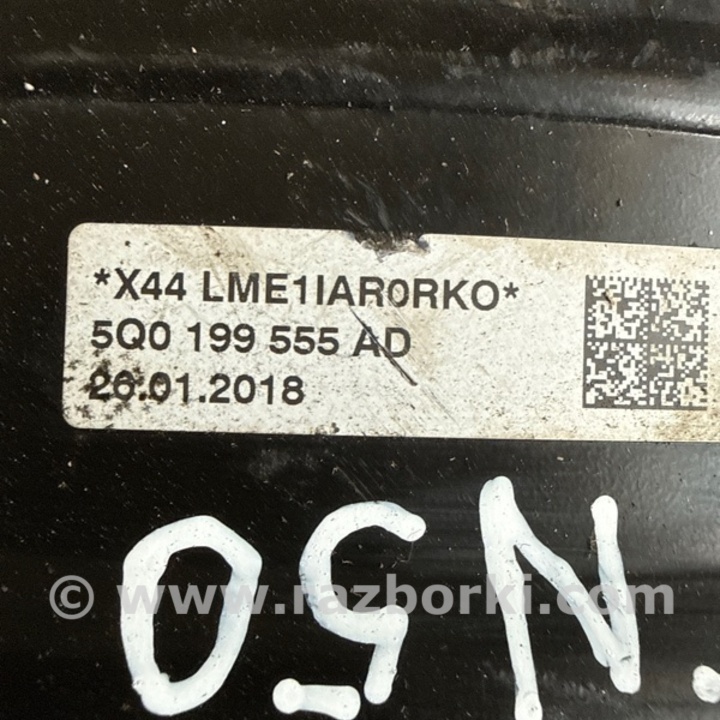 *X44 LME1IAR0RKO*
5Q0 199 555 AD
26.01.2018
© www.razborki.com